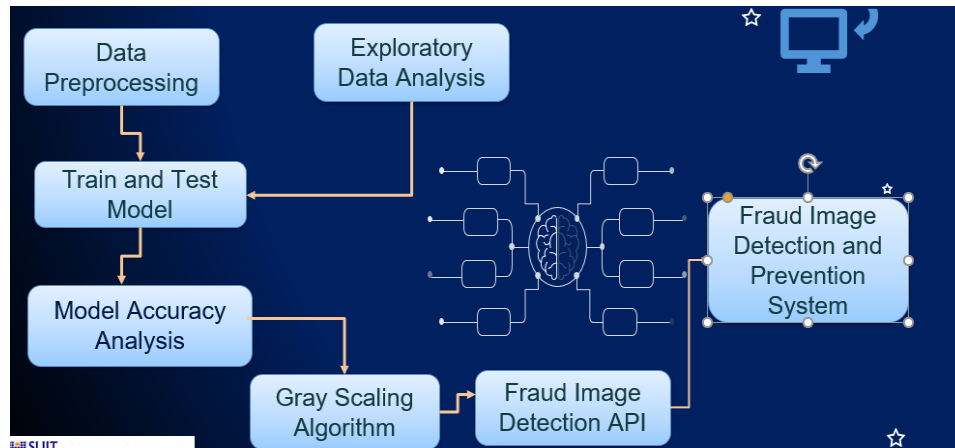 Data
Preprocessing
Exploratory
Data Analysis
Train and Test
Model
Fraud Image
Detection and
Prevention
System
Model Accuracy
Analysis
Gray Scaling
Algorithm
Fraud Image
Detection API